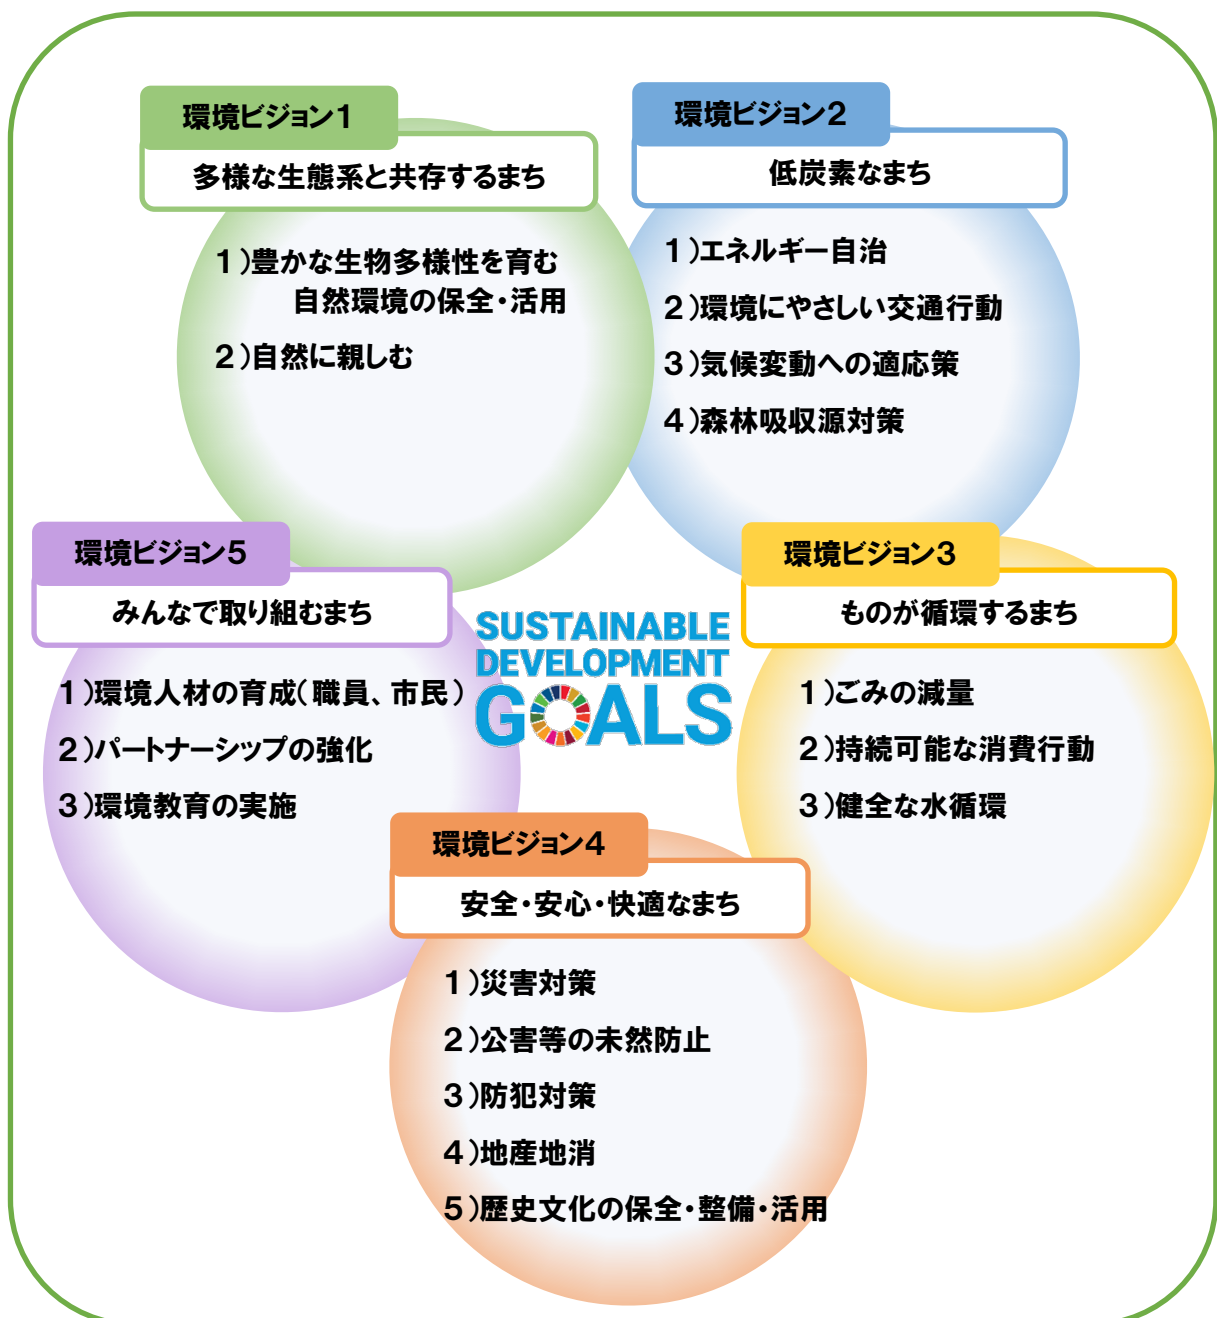 環境ビジョン1
多様な生態系と共存するまち
1)豊かな生物多様性を育む
自然環境の保全・活用
2)自然に親しむ
環境ビジョン2
低炭素なまち
1)エネルギー自治
2)環境にやさしい交通行動
3)気候変動への適応策
4)森林吸収源対策
環境ビジョン3
ものが循環するまち
1)ごみの減量
2)持続可能な消費行動
3)健全な水循環
環境ビジョン4
安全・安心・快適なまち
1)災害対策
2)公害等の未然防止
3)防犯対策
4)地産地消
5)歴史文化の保全・整備・活用
環境ビジョン5
みんなで取り組むまち
1)環境人材の育成(職員、市民)
2)パートナーシップの強化
3)環境教育の実施
SUSTAINABLE
DEVELOPMENT
GOALS